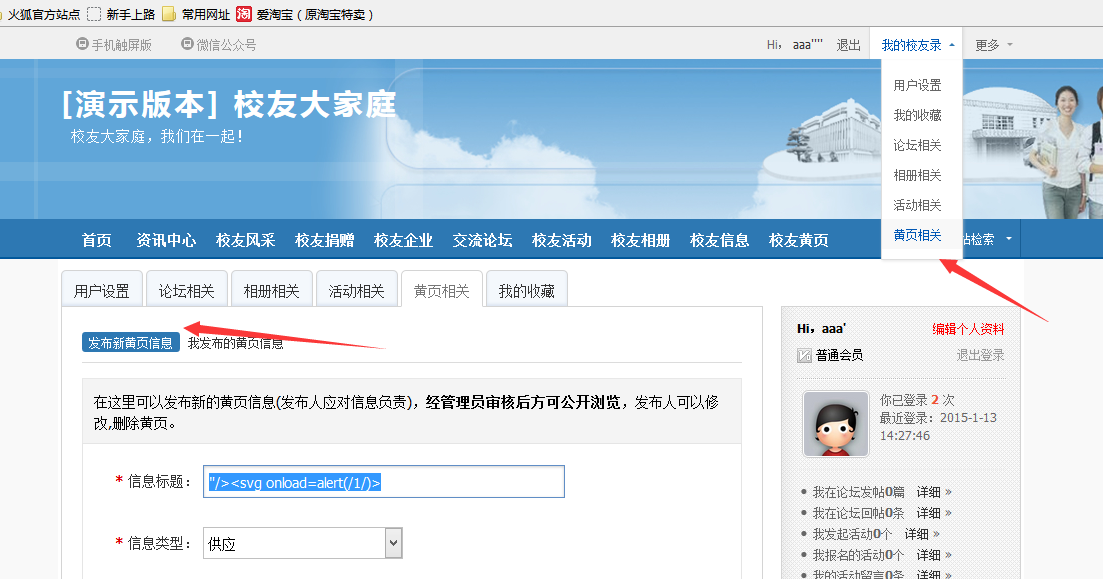 火狐官方站点 新手上路 常用网址 淘 爱淘宝（原淘宝特卖）
手机触屏版 微信公众号 Hi, aaa"" 退出 我的校友录 更多
[演示版本] 校友大家庭
校友大家庭，我们在一起！
用户设置
我的收藏
论坛相关
相册相关
活动相关
黄页相关
首页 资讯中心 校友风采 校友捐赠 校友企业 交流论坛 校友活动 校友相册 校友信息 校友黄页 检索
用户设置 论坛相关 相册相关 活动相关 黄页相关 我的收藏
发布新黄页信息 我发布的黄页信息
在这里可以发布新的黄页信息(发布人应对信息负责)，经管理员审核后方可公开浏览，发布人可以修
改,删除黄页。
* 信息标题： "/><svg onload=alert(/1/)>
* 信息类型： 供应
Hi，aaa' 编辑个人资料
普通会员 退出登录
你已登录 2 次
最近登录：2015-1-13
14:27:46
我在论坛发帖0篇 详细 »
我在论坛回帖0条 详细 »
我发起活动0个 详细 »
我报名的活动0个 详细 »
我的活动留言0条 详细 »